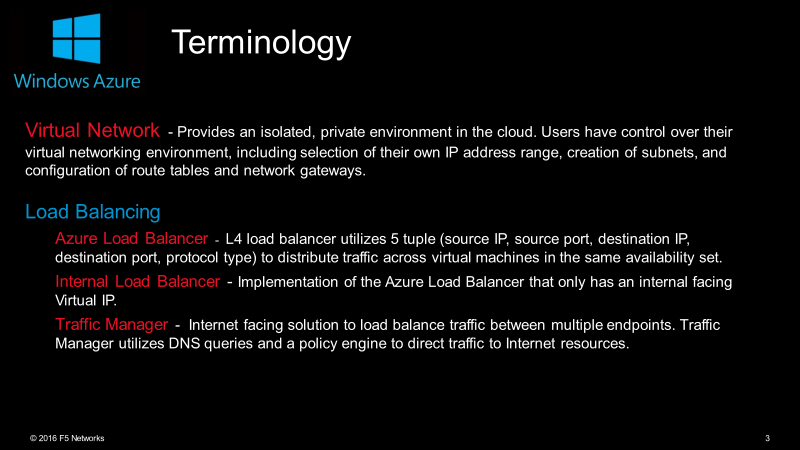 Windows Azure
Terminology
Virtual Network - Provides an isolated, private environment in the cloud. Users have control over their
virtual networking environment, including selection of their own IP address range, creation of subnets, and
configuration of route tables and network gateways.
Load Balancing
Azure Load Balancer - L4 load balancer utilizes 5 tuple (source IP, source port, destination IP,
destination port, protocol type) to distribute traffic across virtual machines in the same availability set.
Internal Load Balancer - Implementation of the Azure Load Balancer that only has an internal facing
Virtual IP.
Traffic Manager - Internet facing solution to load balance traffic between multiple endpoints. Traffic
Manager utilizes DNS queries and a policy engine to direct traffic to Internet resources.
© 2016 F5 Networks
3